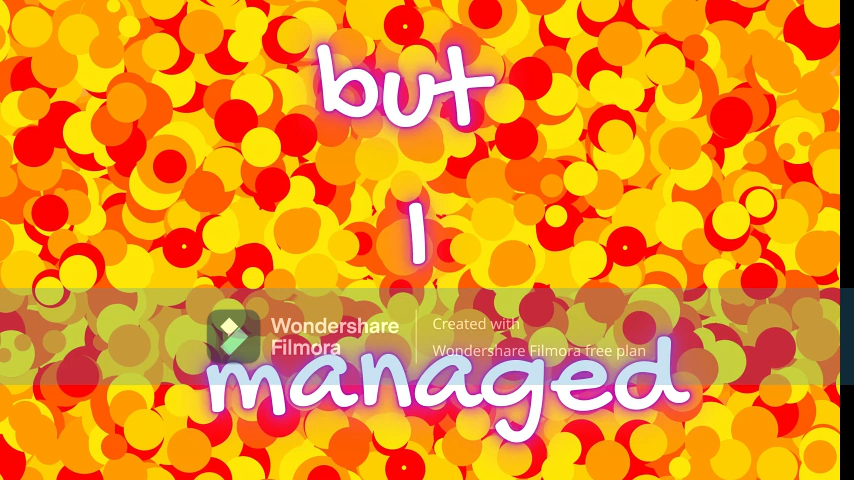 but
I
Wondershare
Filmora
Created with
Wondershare Filmora free plan
managed